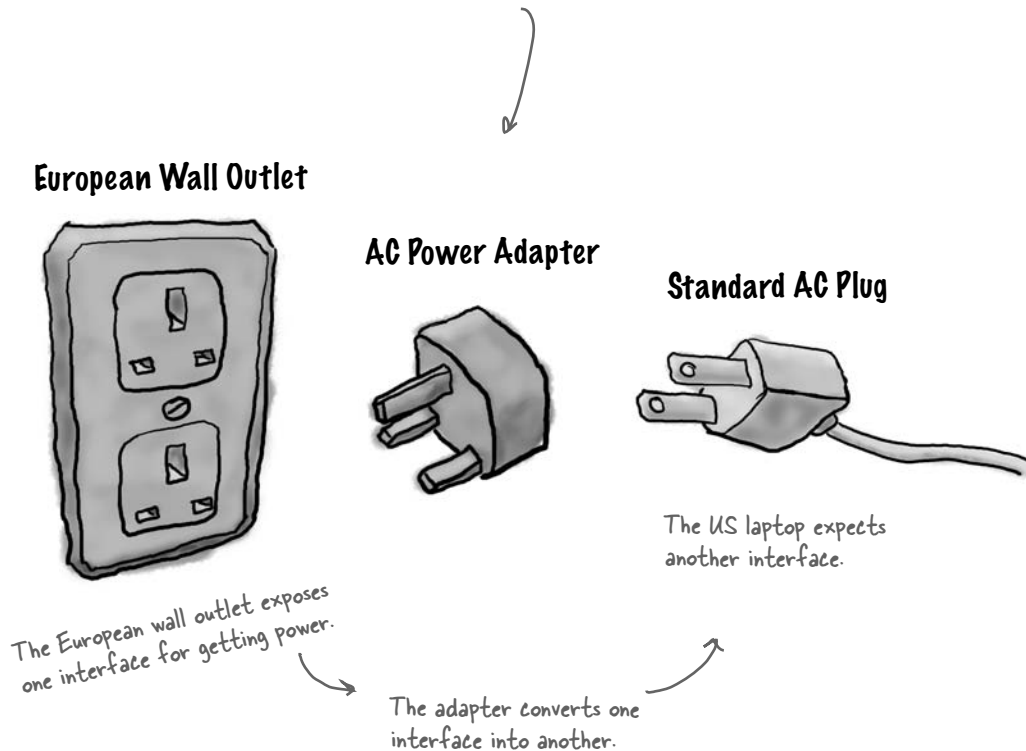 European Wall Outlet
AC Power Adapter
Standard AC Plug
The US laptop expects
another interface.
The European wall outlet exposes
one interface for getting power.
The adapter converts one
interface into another.